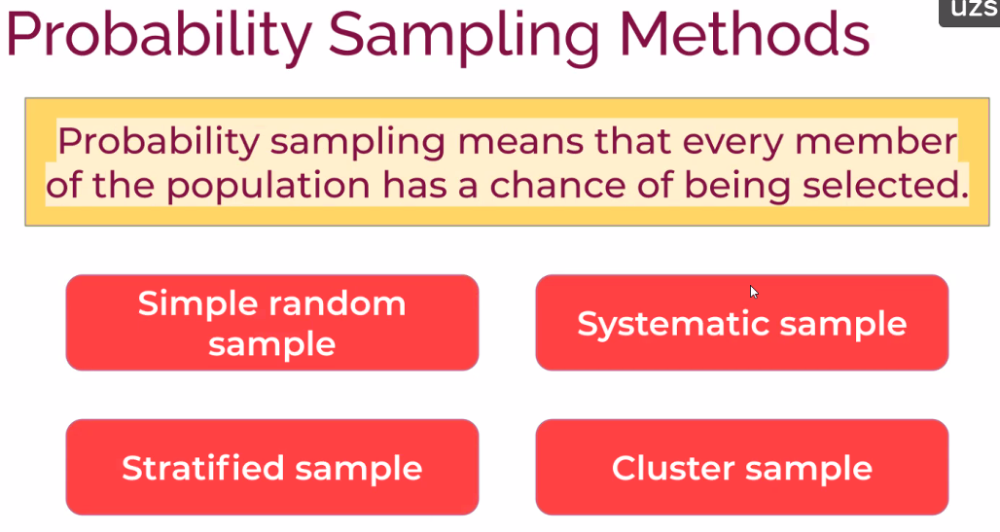 Probability Sampling Methods
uzs
Probability sampling means that every member
of the population has a chance of being selected.
Simple random
sample
Systematic sample
Stratified sample
Cluster sample